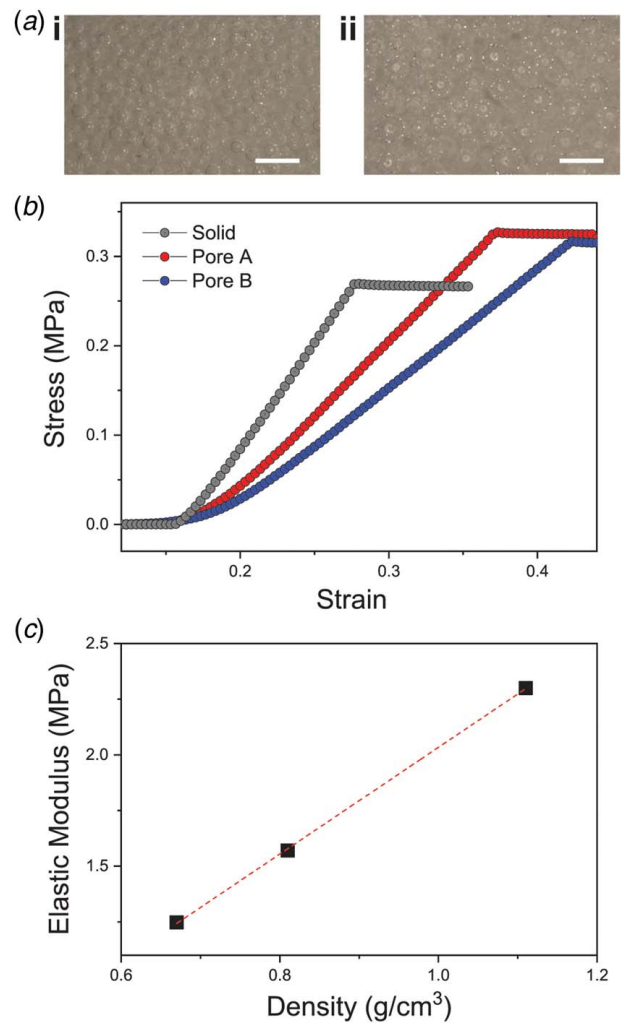 (a) i ii
(b)
Solid
Pore A
Pore B
0.3
0.2
0.1
0.0
Stress (MPa)
0.2 0.3 0.4
Strain
(c)
2.5
2.0
1.5
Elastic Modulus (MPa)
0.6 0.8 1.0 1.2
Density (g/cm³)